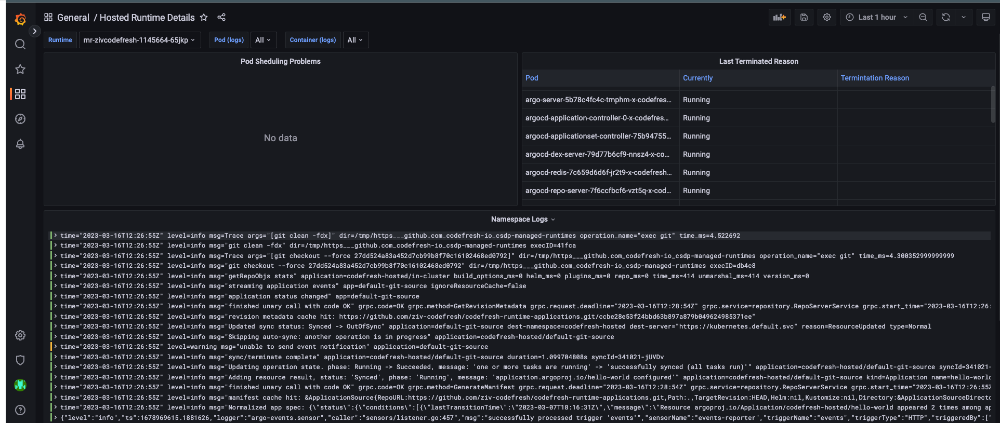 General / Hosted Runtime Details
Last 1 hour
Runtime mr-zivcodefresh-1145664-65jkp Pod (logs) All Container (logs) All
Pod Sheduling Problems
No data
Last Terminated Reason
Pod Currently Termintation Reason
argo-server-5b78c4fc4c-tmphm-x-codefres... Running
argocd-application-controller-0-x-codefres... Running
argocd-applicationset-controller-75b94755... Running
argocd-dex-server-79d77b6cf9-nnsz4-x-co... Running
argocd-redis-7c659d6d6f-jr2t9-x-codefresh... Running
argocd-repo-server-7f6ccfbcf6-vzt5q-x-cod... Running
Namespace Logs
time="2023-03-16T12:26:55Z" level=info msg=Trace args="[git clean -fdx]" dir=/tmp/https___github.com_codefresh-io_csdp-managed-runtimes operation_name="exec git" time_ms=4.522692
time="2023-03-16T12:26:55Z" level=info msg="git clean -fdx" dir=/tmp/https___github.com_codefresh-io_csdp-managed-runtimes execID=41fca
time="2023-03-16T12:26:55Z" level=info msg=Trace args="[git checkout --force 27dd524a83a452d7cb99b8f70c16102468ed0792]" dir=/tmp/https___github.com_codefresh-io_csdp-managed-runtimes operation_name="exec git" time_ms=4.300352999999999
time="2023-03-16T12:26:55Z" level=info msg="git checkout --force 27dd524a83a452d7cb99b8f70c16102468ed0792" dir=/tmp/https___github.com_codefresh-io_csdp-managed-runtimes execID=db4c8
time="2023-03-16T12:26:55Z" level=info msg="getRepoObjs stats" application=codefresh-hosted/in-cluster build_options_ms=0 helm_ms=0 plugins_ms=0 repo_ms=0 time_ms=414 unmarshal_ms=414 version_ms=0
time="2023-03-16T12:26:55Z" level=info msg="streaming application events" app=default-git-source ignoreResourceCache=false
time="2023-03-16T12:26:55Z" level=info msg="application status changed" app=default-git-source
time="2023-03-16T12:26:55Z" level=info msg="finished unary call with code OK" grpc.code=OK grpc.method=GetRevisionMetadata grpc.request.deadline="2023-03-16T12:28:54Z" grpc.service=repository.RepoServerService grpc.start_time="2023-03-16T12:26:
time="2023-03-16T12:26:55Z" level=info msg="revision metadata cache hit: https://github.com/ziv-codefresh/codefresh-runtime-applications.git/ccbe28e53f24bbd63b897a879b049624985371ee"
time="2023-03-16T12:26:55Z" level=info msg="Updated sync status: Synced -> OutOfSync" application=default-git-source dest-namespace=codefresh-hosted dest-server="https://kubernetes.default.svc" reason=ResourceUpdated type=Normal
time="2023-03-16T12:26:55Z" level=info msg="Skipping auto-sync: another operation is in progress" application=codefresh-hosted/default-git-source
time="2023-03-16T12:26:55Z" level=warning msg="unable to send event notification" application=default-git-source
time="2023-03-16T12:26:55Z" level=info msg="sync/terminate complete" application=codefresh-hosted/default-git-source duration=1.099704808s syncId=341021-jUVDv
time="2023-03-16T12:26:55Z" level=info msg="Updating operation state. phase: Running -> Succeeded, message: 'one or more tasks are running' -> 'successfully synced (all tasks run)'" application=codefresh-hosted/default-git-source syncId=341021-
time="2023-03-16T12:26:55Z" level=info msg="Adding resource result, status: 'Synced', phase: 'Running', message: 'application.argoproj.io/hello-world configured'" application=codefresh-hosted/default-git-source kind=Application name=hello-world
time="2023-03-16T12:26:55Z" level=info msg="finished unary call with code OK" grpc.code=OK grpc.method=GenerateManifest grpc.request.deadline="2023-03-16T12:28:54Z" grpc.service=repository.RepoServerService grpc.start_time="2023-03-16T12:26:55Z
time="2023-03-16T12:26:55Z" level=info msg="manifest cache hit: &ApplicationSource{RepoURL:https://github.com/ziv-codefresh/codefresh-runtime-applications.git,Path:.,TargetRevision:HEAD,Helm:nil,Kustomize:nil,Directory:&ApplicationSourceDirecto
time="2023-03-16T12:26:55Z" level=info msg="Normalized app spec: {\"status\":{\"conditions\":[{\"lastTransitionTime\":\"2023-03-07T18:16:31Z\",\"message\":\"Resource argoproj.io/Application/codefresh-hosted/hello-world appeared 2 times among ap
{"level":"info","ts":1678969615.1881626,"logger":"argo-events.sensor","caller":"sensors/listener.go:457","msg":"successfully processed trigger 'events'","sensorName":"events-reporter","triggerName":"events","triggerType":"HTTP","triggeredBy":["